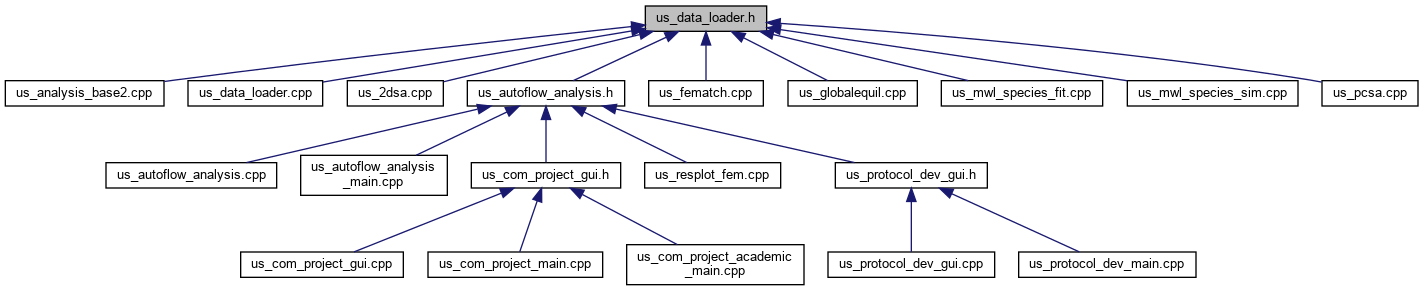 us_data_loader.h
us_analysis_base2.cpp
us_data_loader.cpp
us_2dsa.cpp
us_autoflow_analysis.h
us_fematch.cpp
us_globalequil.cpp
us_mwl_species_fit.cpp
us_mwl_species_sim.cpp
us_pcsa.cpp
us_autoflow_analysis.cpp
us_autoflow_analysis
_main.cpp
us_com_project_gui.h
us_resplot_fem.cpp
us_protocol_dev_gui.h
us_com_project_gui.cpp
us_com_project_main.cpp
us_com_project_academic
_main.cpp
us_protocol_dev_gui.cpp
us_protocol_dev_main.cpp